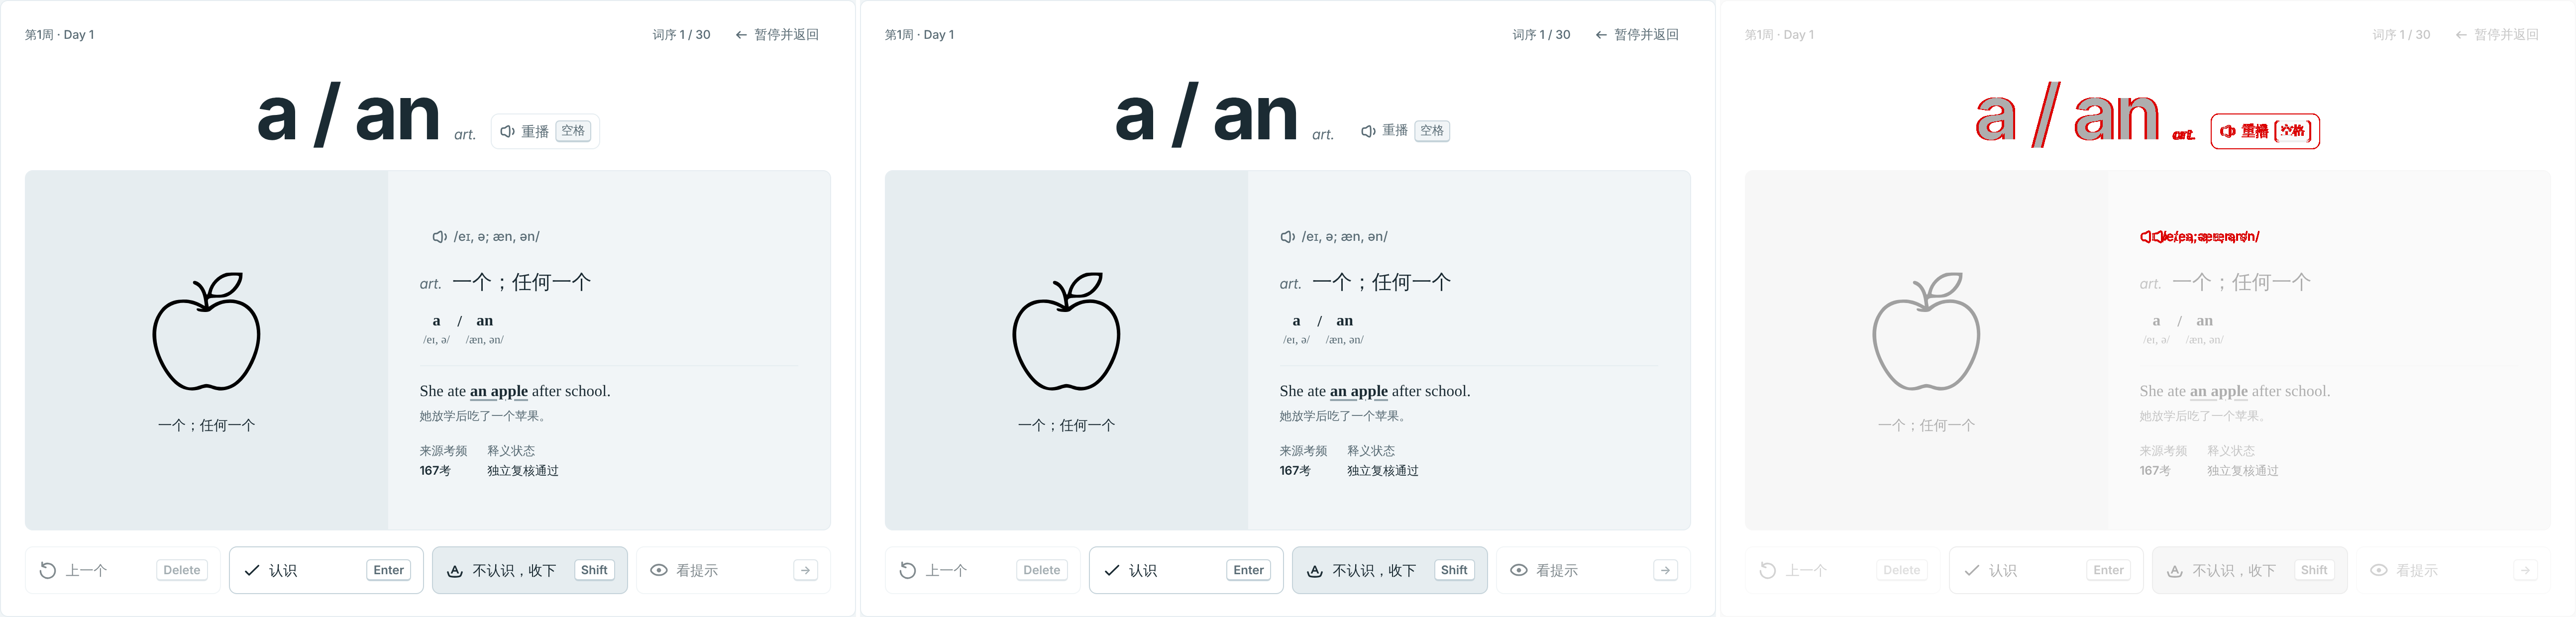 第1周 · Day 1
词序 1 / 30
← 暂停并返回
a / an art. 重播 空格
/eɪ, ə; æn, ən/
art. 一个；任何一个
a / an
/eɪ, ə/ /æn, ən/
She ate an apple after school.
她放学后吃了一个苹果。
来源考频 释义状态
167考 独立复核通过
一个；任何一个
上一个 Delete
认识 Enter
不认识，收下 Shift
看提示 →
第1周 · Day 1
词序 1 / 30
← 暂停并返回
a / an art. 重播 空格
/eɪ, ə; æn, ən/
art. 一个；任何一个
a / an
/eɪ, ə/ /æn, ən/
She ate an apple after school.
她放学后吃了一个苹果。
来源考频 释义状态
167考 独立复核通过
一个；任何一个
上一个 Delete
认识 Enter
不认识，收下 Shift
看提示 →
第1周 · Day 1
词序 1 / 30
← 暂停并返回
a / an art. 重播 空格
art. 一个；任何一个
a / an
/eɪ, ə/ /æn, ən/
She ate an apple after school.
她放学后吃了一个苹果。
来源考频 释义状态
167考 独立复核通过
一个；任何一个
上一个 Delete
认识 Enter
不认识，收下 Shift
看提示 →